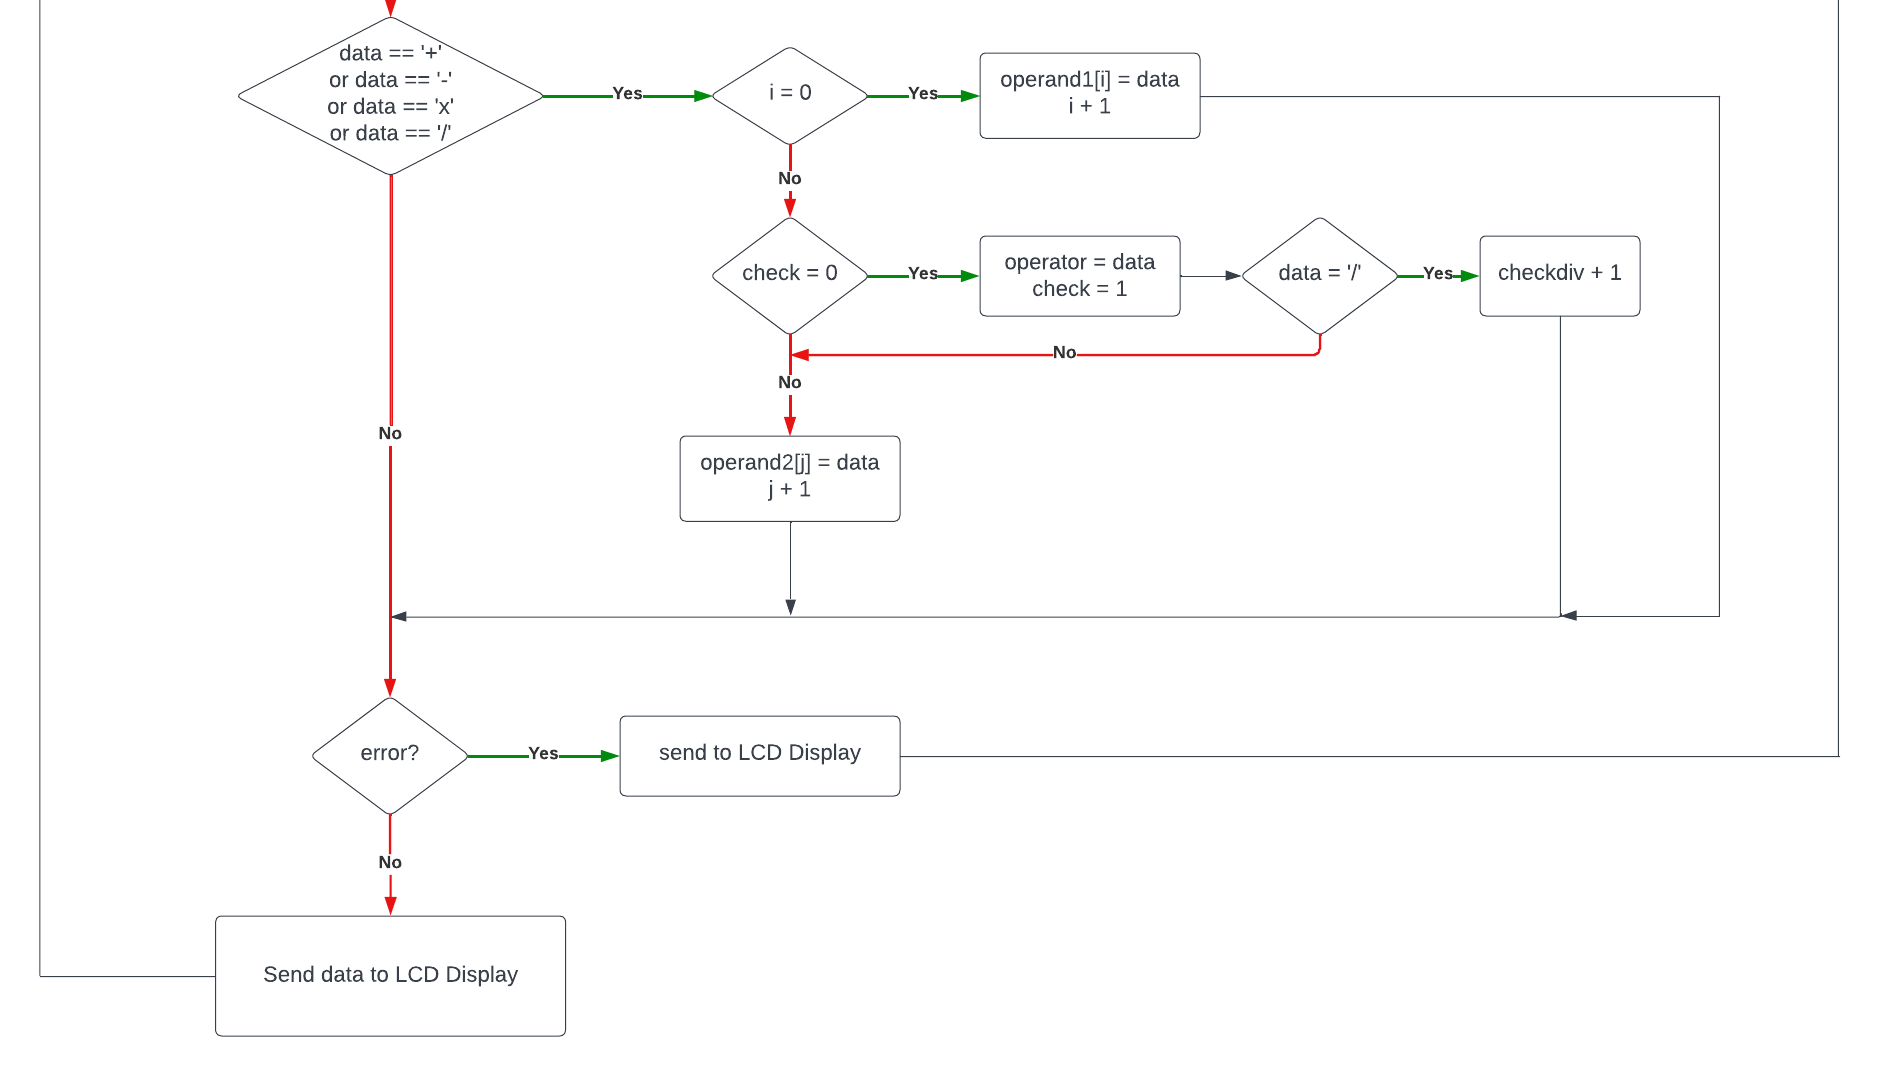 data == '+'
or data == '-'
or data == 'x'
or data == '/'
Yes
i = 0
Yes
operand1[i] = data
i + 1
No
check = 0
Yes
operator = data
check = 1
data = '/'
Yes
checkdiv + 1
No
No
No
operand2[j] = data
j + 1
error?
Yes
send to LCD Display
No
Send data to LCD Display